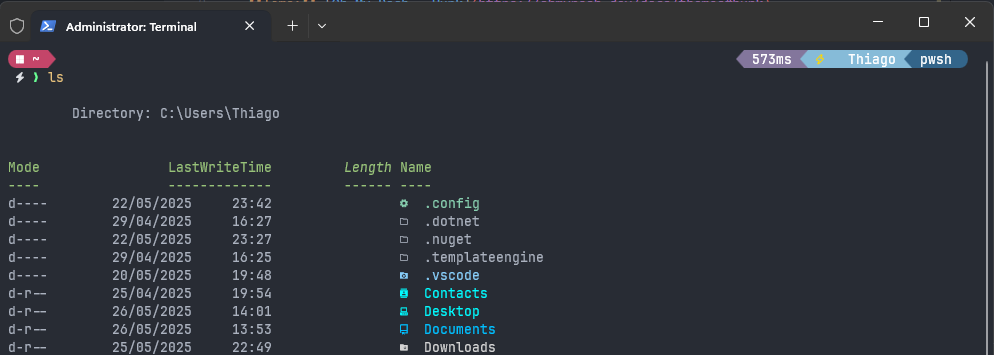 Administrator: Terminal
~ 573ms Thiago pwsh
ls
Directory: C:\Users\Thiago
Mode LastWriteTime Length Name
---- ------------- ------ ----
d---- 22/05/2025 23:42 .config
d---- 29/04/2025 16:27 .dotnet
d---- 22/05/2025 23:27 .nuget
d---- 29/04/2025 16:25 .templateengine
d---- 20/05/2025 19:48 .vscode
d-r-- 25/04/2025 19:54 Contacts
d-r-- 26/05/2025 14:01 Desktop
d-r-- 26/05/2025 13:53 Documents
d-r-- 25/05/2025 22:49 Downloads